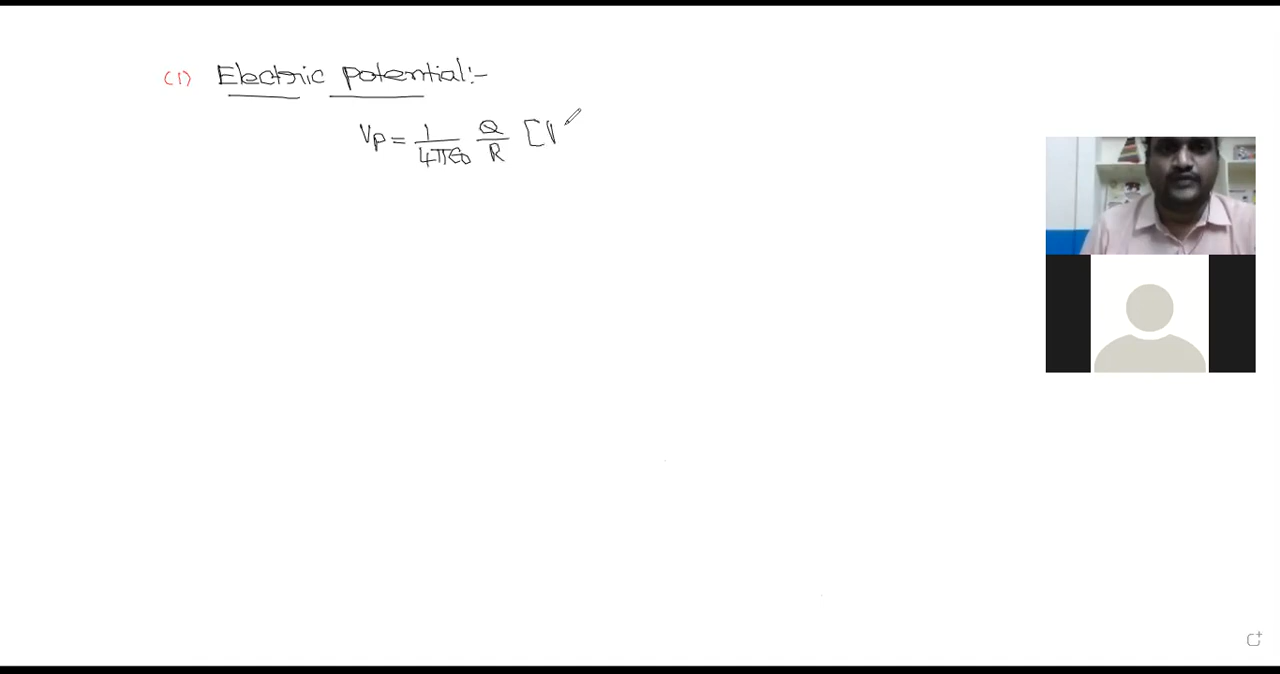 (1) Electric potential:-
Vp = 1/4πε0 Q/R [V